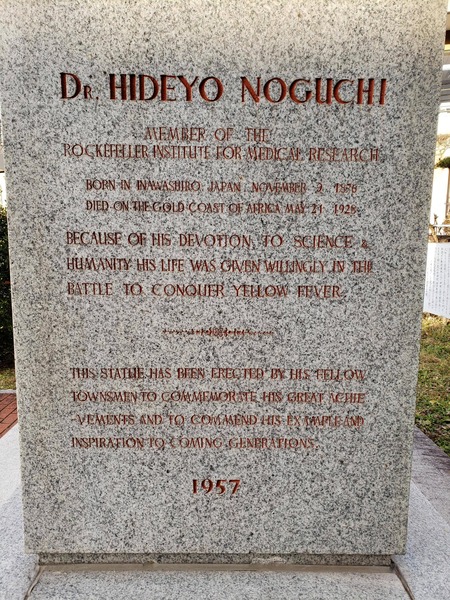 DR. HIDEYO NOGUCHI
MEMBER OF THE
ROCKEFELLER INSTITUTE FOR MEDICAL RESEARCH
BORN IN INAWASHIRO, JAPAN, NOVEMBER 9, 1876
DIED ON THE GOLD COAST OF AFRICA MAY 21, 1928
BECAUSE OF HIS DEVOTION, TO SCIENCE &
HUMANITY HIS LIFE WAS GIVEN WILLINGLY IN THE
BATTLE TO CONQUER YELLOW FEVER.
THIS STATUE HAS BEEN ERECTED BY HIS FELLOW
TOWNSMEN TO COMMEMORATE HIS GREAT ACHIE
-VEMENTS AND TO COMMEND HIS EXAMPLE AND
INSPIRATION TO COMING GENERATIONS.
1957